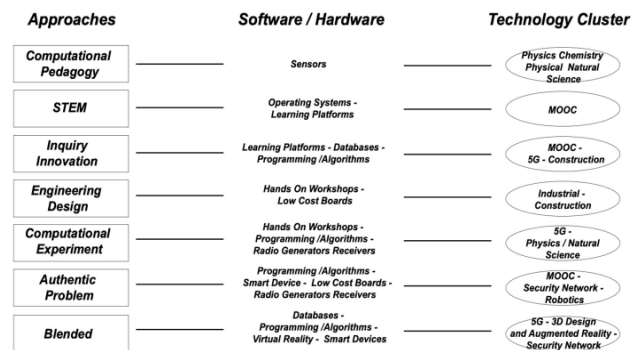 Approaches Software / Hardware Technology Cluster
Computational
Pedagogy
Sensors
Physics Chemistry
Physical Natural
Science
STEM
Operating Systems -
Learning Platforms
MOOC
Inquiry
Innovation
Learning Platforms - Databases -
Programming /Algorithms
MOOC -
5G - Construction
Engineering
Design
Hands On Workshops -
Low Cost Boards
Industrial -
Construction
Computational
Experiment
Hands On Workshops -
Programming /Algorithms -
Radio Generators Receivers
5G -
Physics / Natural
Science
Authentic
Problem
Programming /Algorithms -
Smart Device - Low Cost Boards -
Radio Generators Receivers
MOOC -
Security Network -
Robotics
Blended
Databases -
Programming /Algorithms -
Virtual Reality - Smart Devices
5G - 3D Design
and Augmented Reality -
Security Network